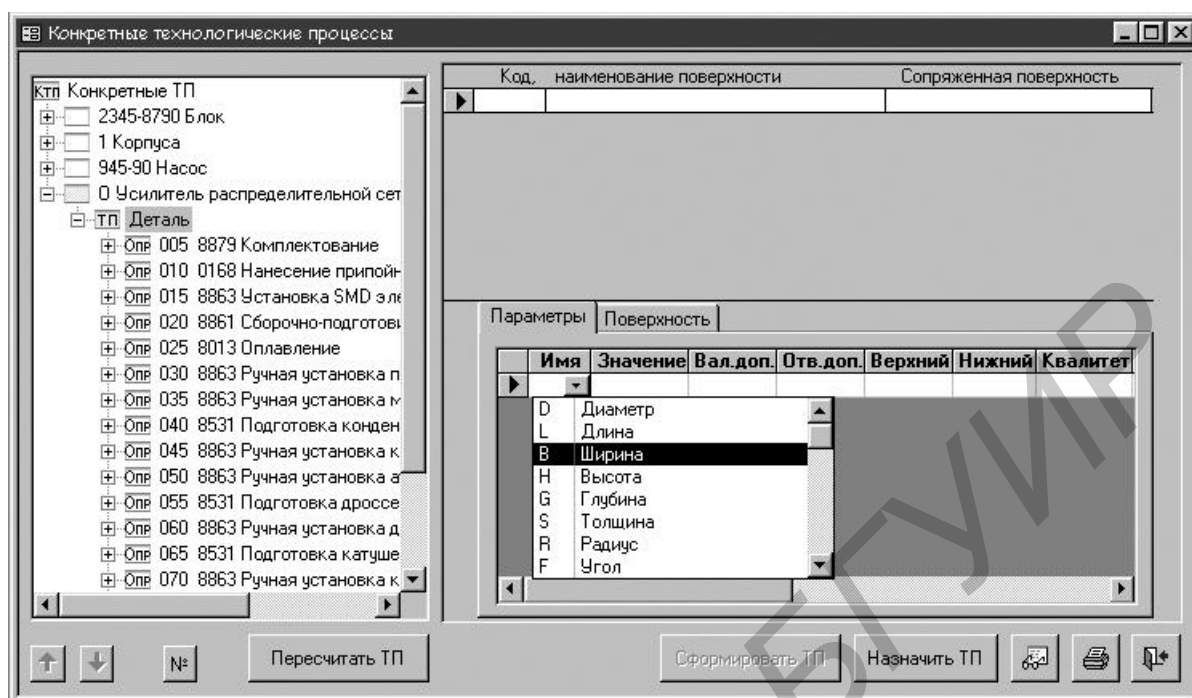 Конкретные технологические процессы
Ктп Конкретные ТП
2345-8790 Блок
1 Корпуса
945-90 Насос
0 Усилитель распределительной сет
ТП Деталь
Опр 005 8879 Комплектование
Опр 010 0168 Нанесение припойн
Опр 015 8863 Установка SMD эле
Опр 020 8861 Сборочно-подготови
Опр 025 8013 Оплавление
Опр 030 8863 Ручная установка п
Опр 035 8863 Ручная установка м
Опр 040 8531 Подготовка конден
Опр 045 8863 Ручная установка к
Опр 050 8863 Ручная установка а
Опр 055 8531 Подготовка дроссе
Опр 060 8863 Ручная установка д
Опр 065 8531 Подготовка катуше
Опр 070 8863 Ручная установка к
Код, наименование поверхности Сопряженная поверхность
Параметры Поверхность
Имя Значение Вал.доп. Отв.доп. Верхний Нижний Квалитет
D Диаметр
L Длина
B Ширина
H Высота
G Глубина
S Толщина
R Радиус
F Угол
№ Пересчитать ТП Сформировать ТП Назначить ТП
БГУИР